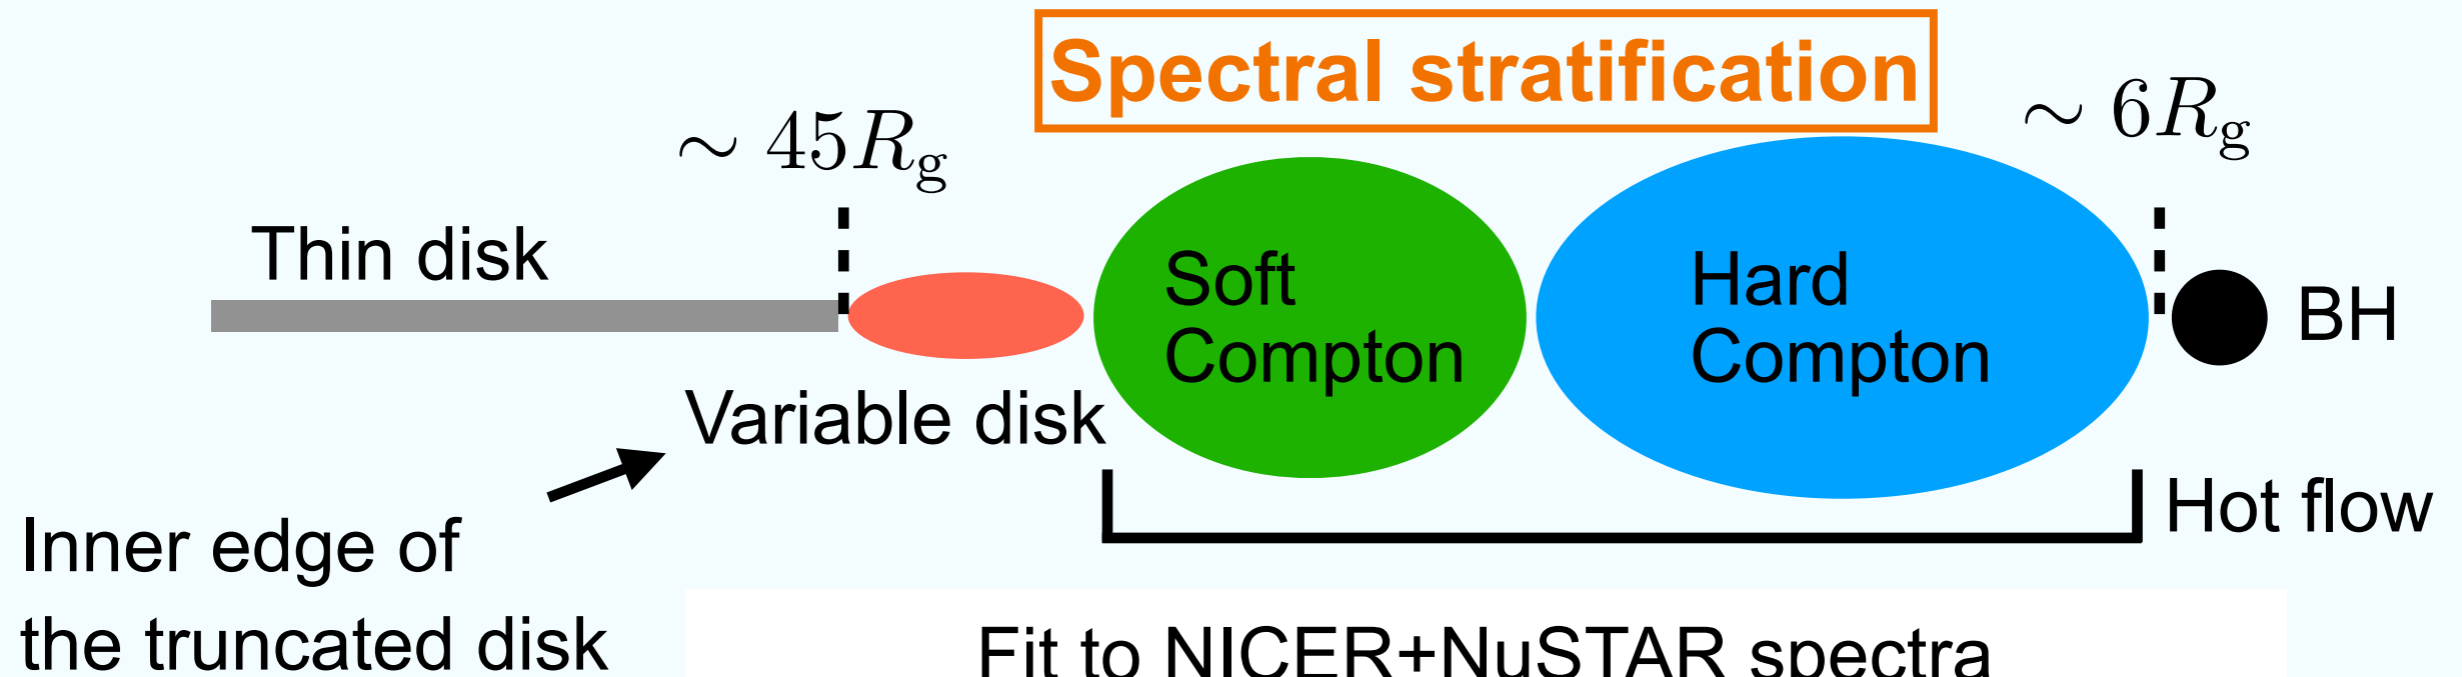 Spectral stratification
∼ 45R_g
∼ 6R_g
Thin disk
Soft
Compton
Hard
Compton
BH
Variable disk
Hot flow
Inner edge of
the truncated disk
Fit to NICER+NuSTAR spectra